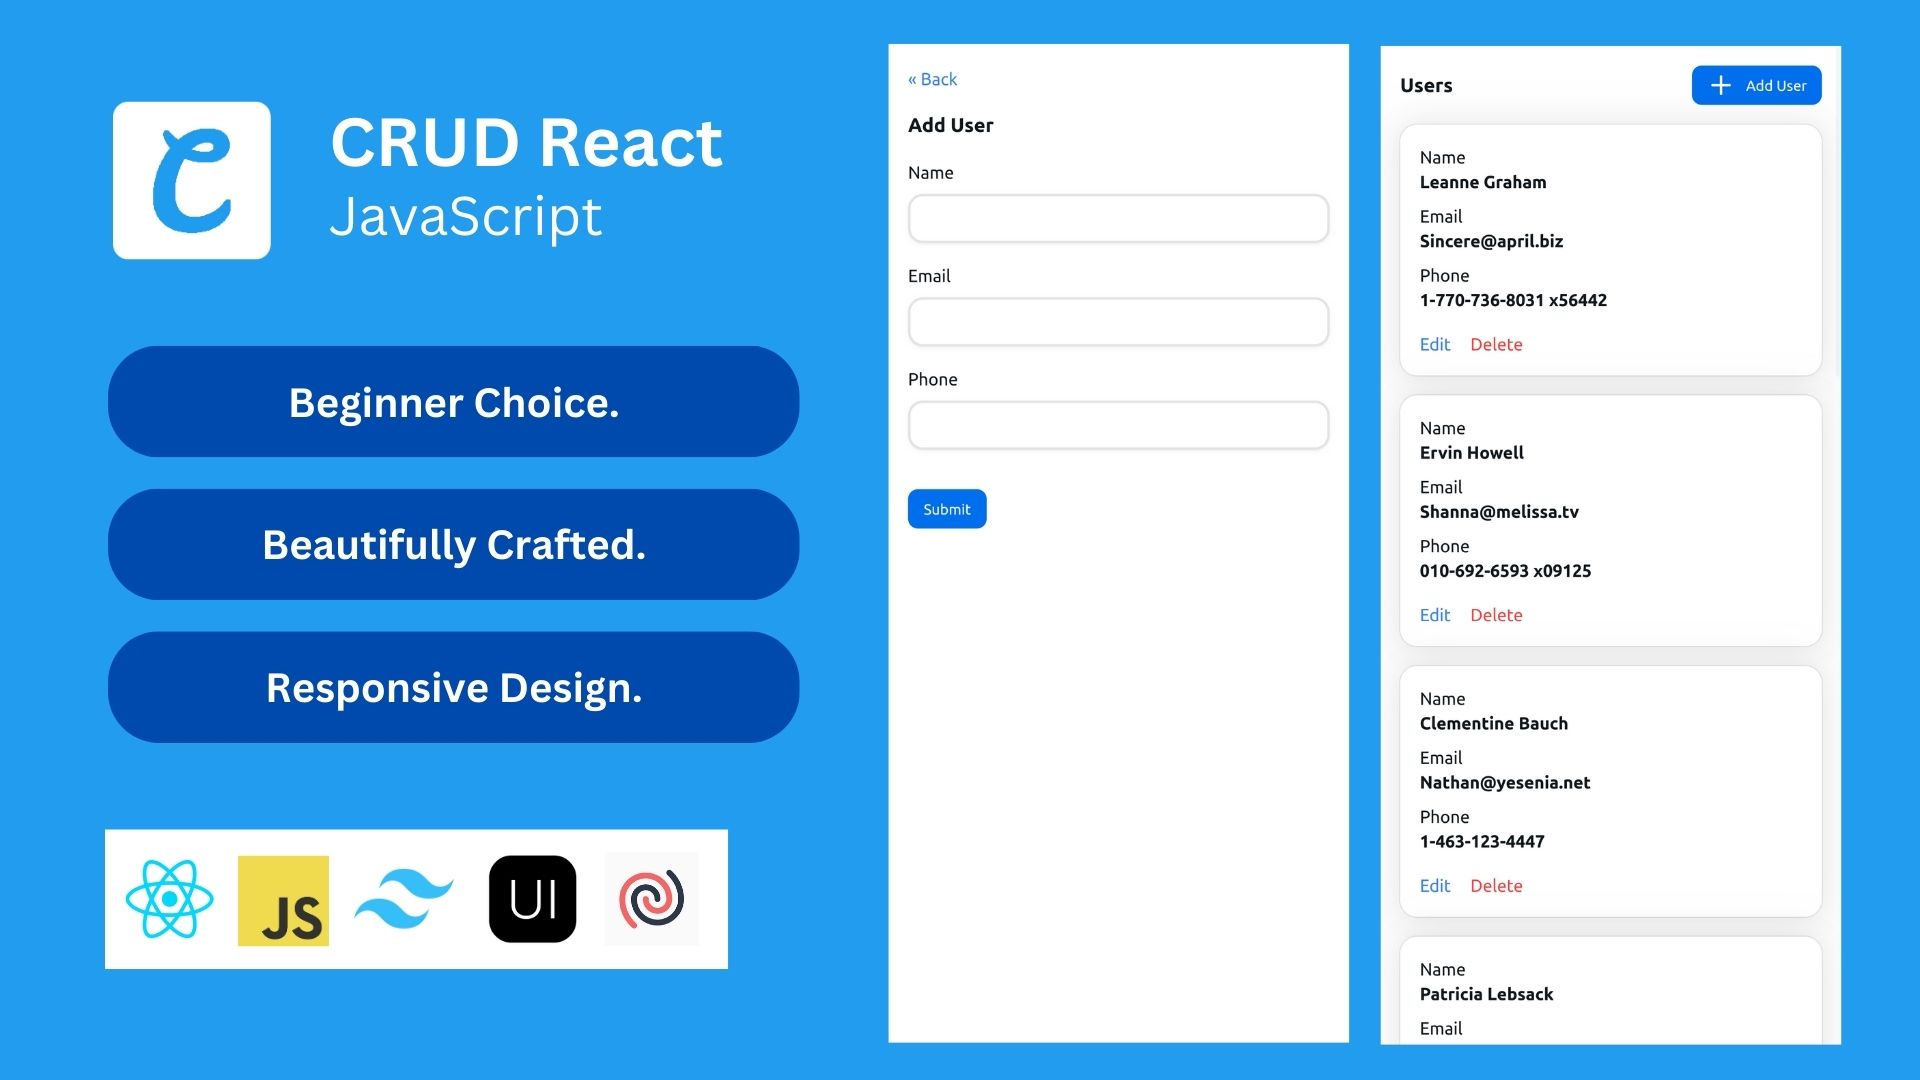 C
CRUD React
JavaScript
Beginner Choice.
Beautifully Crafted.
Responsive Design.
JS
UI
« Back
Add User
Name
Email
Phone
Submit
Users
+ Add User
Name
Leanne Graham
Email
Sincere@april.biz
Phone
1-770-736-8031 x56442
Edit Delete
Name
Ervin Howell
Email
Shanna@melissa.tv
Phone
010-692-6593 x09125
Edit Delete
Name
Clementine Bauch
Email
Nathan@yesenia.net
Phone
1-463-123-4447
Edit Delete
Name
Patricia Lebsack
Email